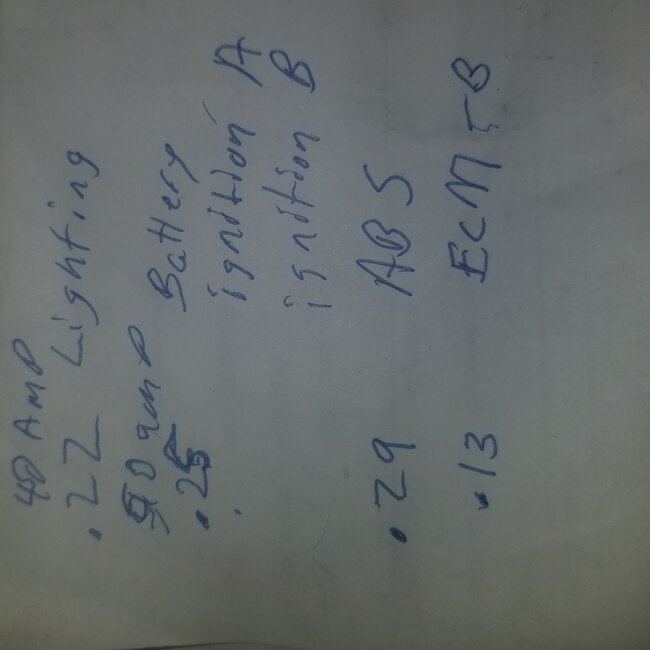 40 AMP
.22 Lighting
50 amp Battery
.25 ignition A
ignition B
.29 ABS
.13 ECM-B